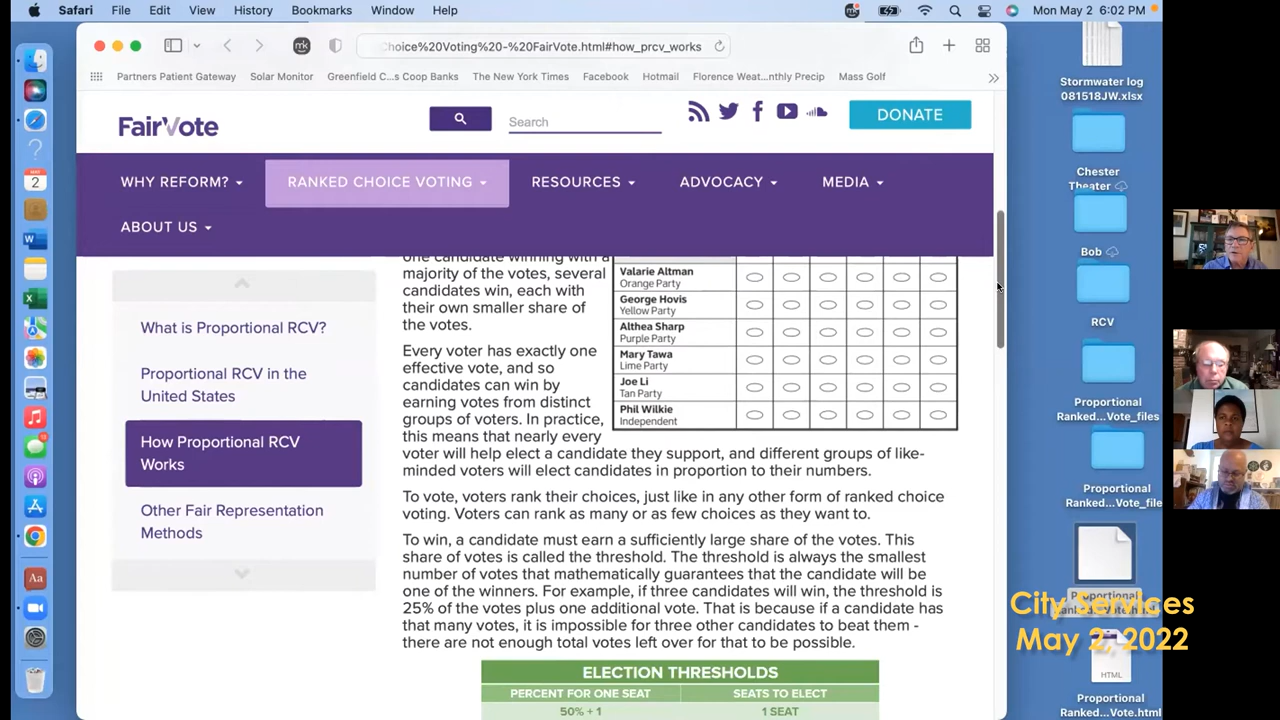 Safari File Edit View History Bookmarks Window Help
Mon May 2 6:02 PM
mk
Choice%20Voting%20-%20FairVote.html#how_prcv_works
Partners Patient Gateway Solar Monitor Greenfield C...s Coop Banks The New York Times Facebook Hotmail Florence Weat...nthly Precip Mass Golf
FairVote
Search
DONATE
WHY REFORM? RANKED CHOICE VOTING RESOURCES ADVOCACY MEDIA
ABOUT US
What is Proportional RCV?
Proportional RCV in the
United States
How Proportional RCV
Works
Other Fair Representation
Methods
one candidate winning with a
majority of the votes, several
candidates win, each with
their own smaller share of
the votes.
Every voter has exactly one
effective vote, and so
candidates can win by
earning votes from distinct
groups of voters. In practice,
this means that nearly every
voter will help elect a candidate they support, and different groups of like-
minded voters will elect candidates in proportion to their numbers.
Valarie Altman
Orange Party
George Hovis
Yellow Party
Althea Sharp
Purple Party
Mary Tawa
Lime Party
Joe Li
Tan Party
Phil Wilkie
Independent
To vote, voters rank their choices, just like in any other form of ranked choice
voting. Voters can rank as many or as few choices as they want to.
To win, a candidate must earn a sufficiently large share of the votes. This
share of votes is called the threshold. The threshold is always the smallest
number of votes that mathematically guarantees that the candidate will be
one of the winners. For example, if three candidates will win, the threshold is
25% of the votes plus one additional vote. That is because if a candidate has
that many votes, it is impossible for three other candidates to beat them -
there are not enough total votes left over for that to be possible.
ELECTION THRESHOLDS
PERCENT FOR ONE SEAT SEATS TO ELECT
50% + 1 1 SEAT
Stormwater log
081518JW.xlsx
Chester
Theater
Bob
RCV
Proportional
Ranked...Vote_files
Proportional
Ranked...Vote_file
Proportional
City Services
May 2, 2022
HTML
Proportional
Ranked...Vote.html